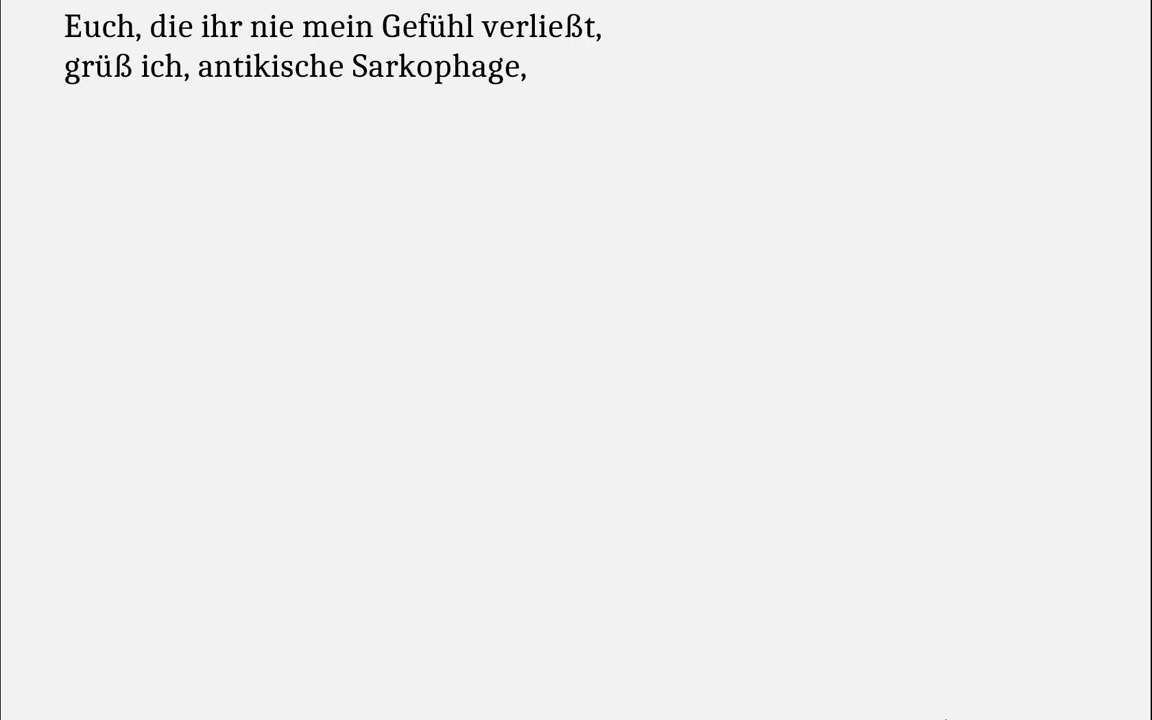 Euch, die ihr nie mein Gefühl verließt,
grüß ich, antikische Sarkophage,